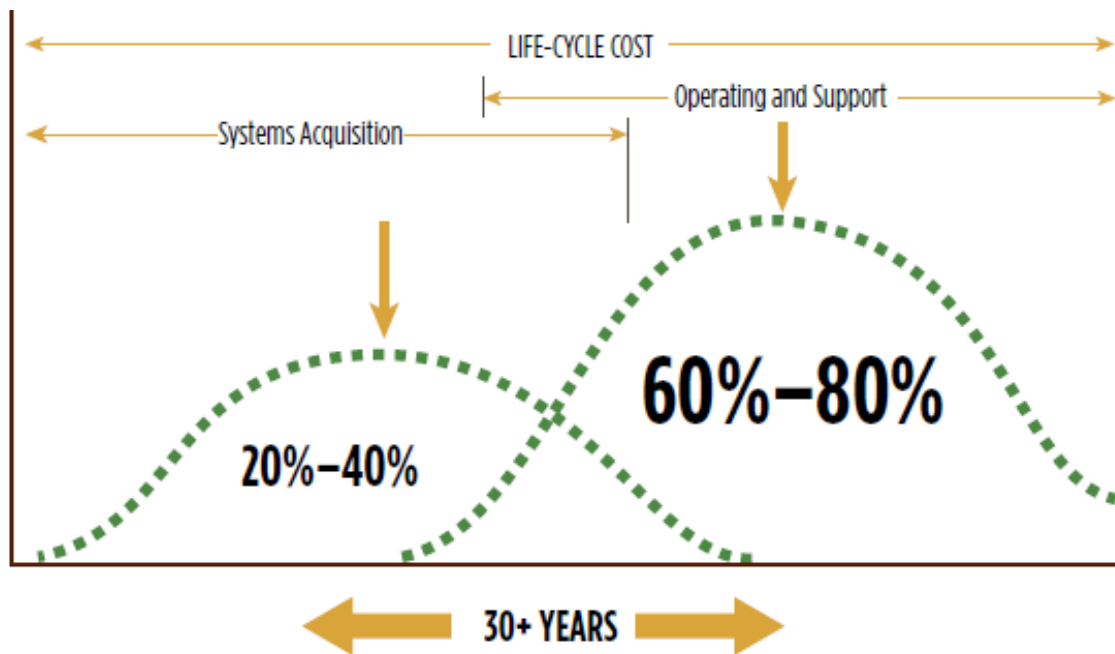 LIFE-CYCLE COST
Operating and Support
Systems Acquisition
60%–80%
20%–40%
30+ YEARS